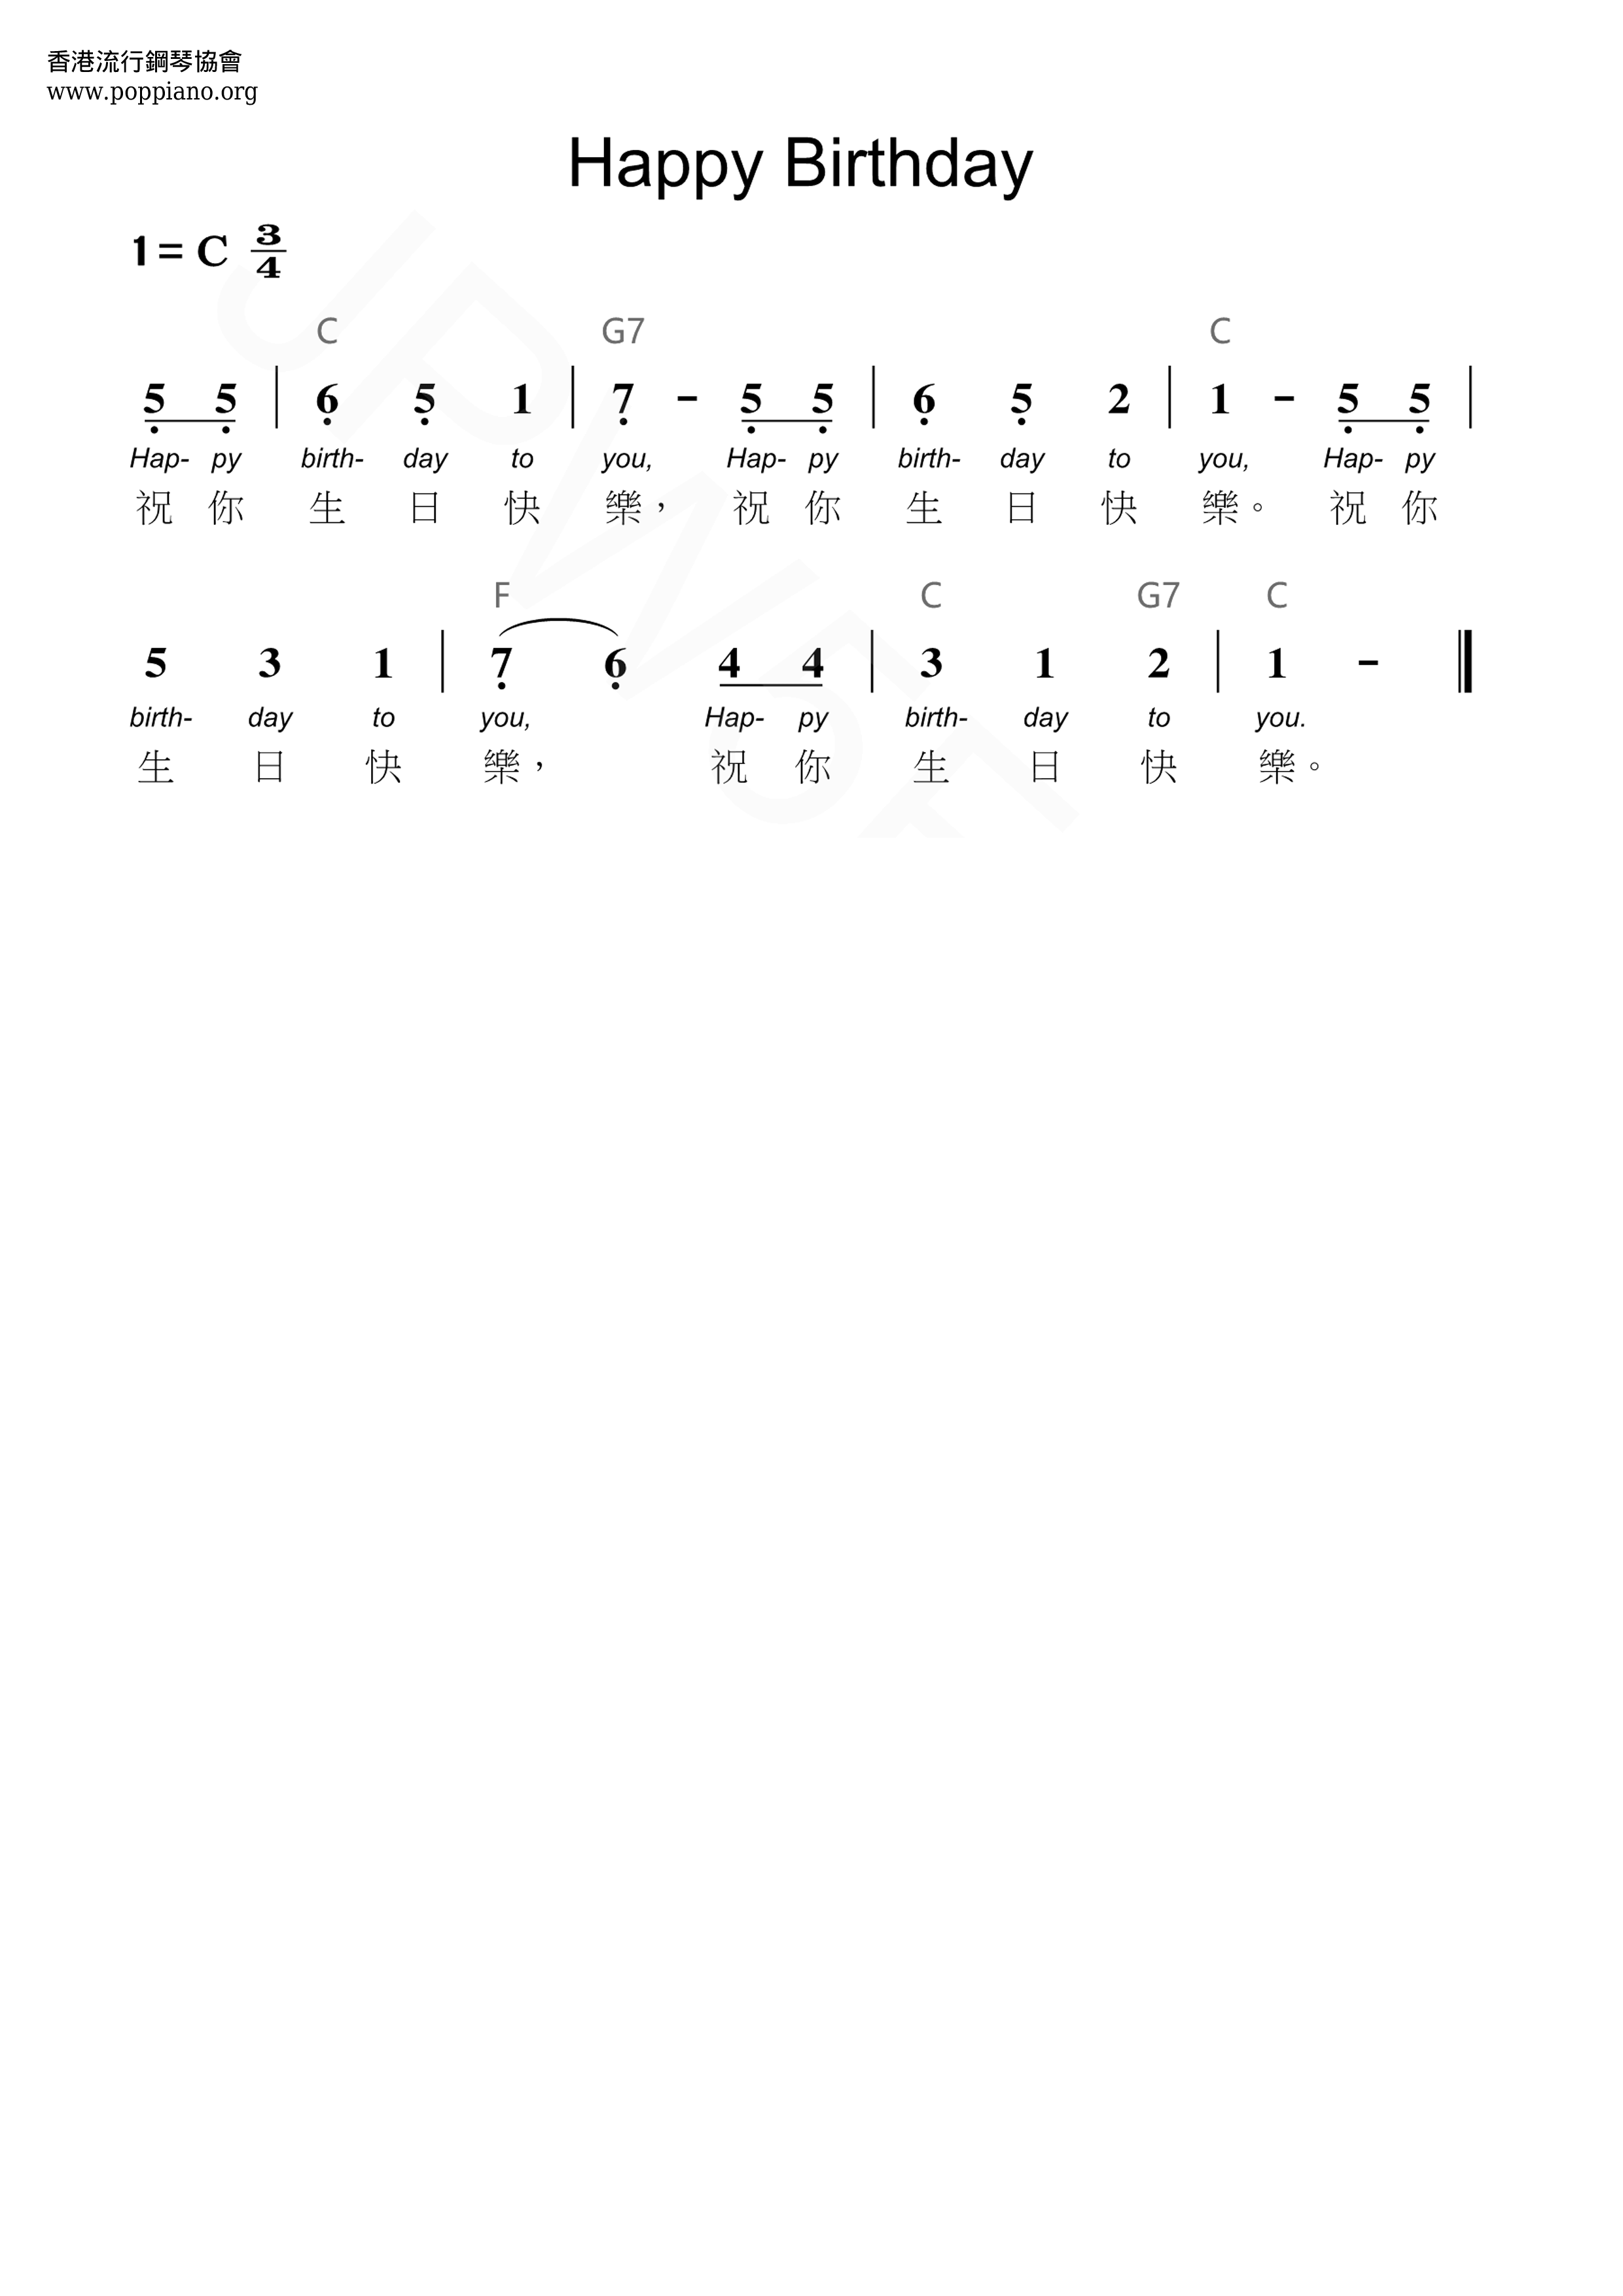 香港流行鋼琴協會
www.poppiano.org
Happy Birthday
1= C 3/4
C G7 C
5 5 | 6 5 1 | 7 - 5 5 | 6 5 2 | 1 - 5 5 |
Hap- py birth- day to you, Hap- py birth- day to you, Hap- py
祝 你 生 日 快 樂， 祝 你 生 日 快 樂。 祝 你
F C G7 C
5 3 1 | 7 6 4 4 | 3 1 2 | 1 - ‖
birth- day to you, Hap- py birth- day to you.
生 日 快 樂， 祝 你 生 日 快 樂。